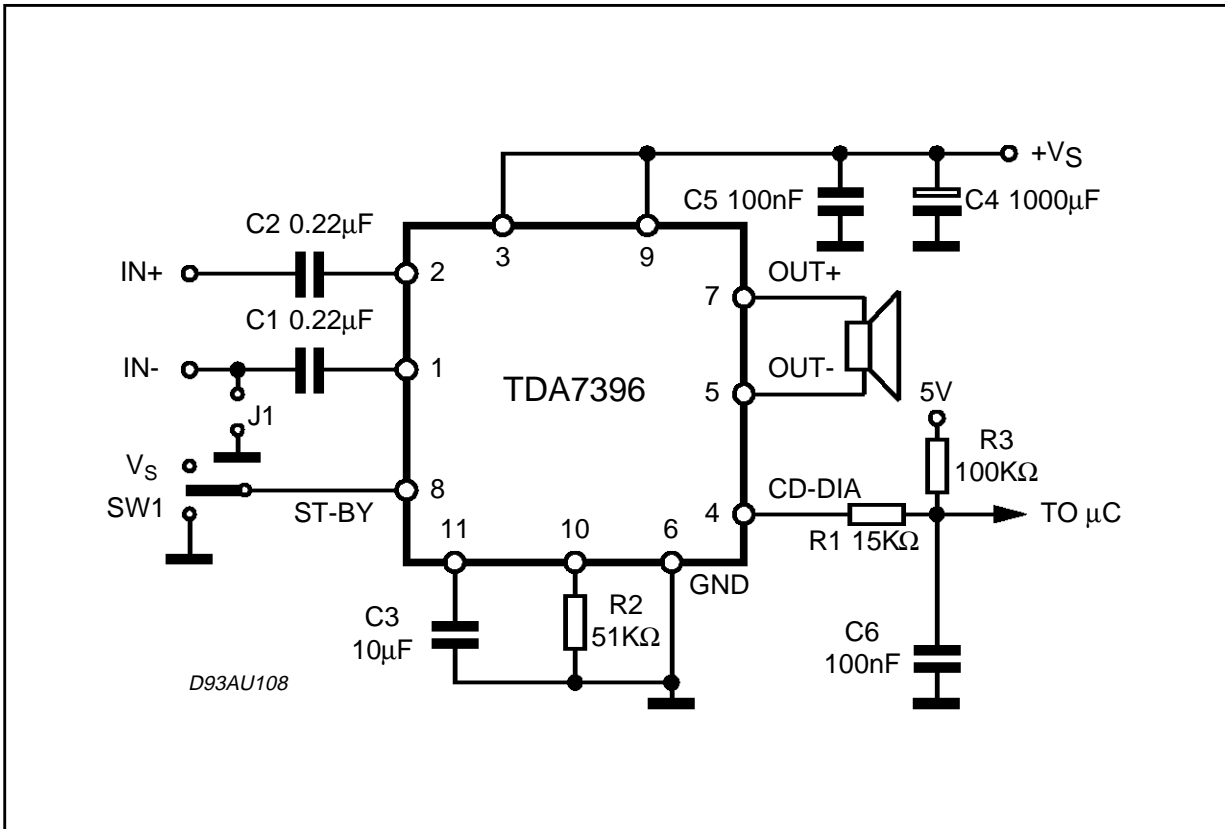 +VS
C5 100nF
C4 1000μF
C2 0.22μF
3
9
IN+
2
7
OUT+
C1 0.22μF
IN-
1
TDA7396
OUT-
5
J1
5V
R3
100KΩ
VS
SW1
ST-BY
8
CD-DIA
4
R1 15KΩ
TO μC
11
10
6
GND
C3
10μF
R2
51KΩ
C6
100nF
D93AU108